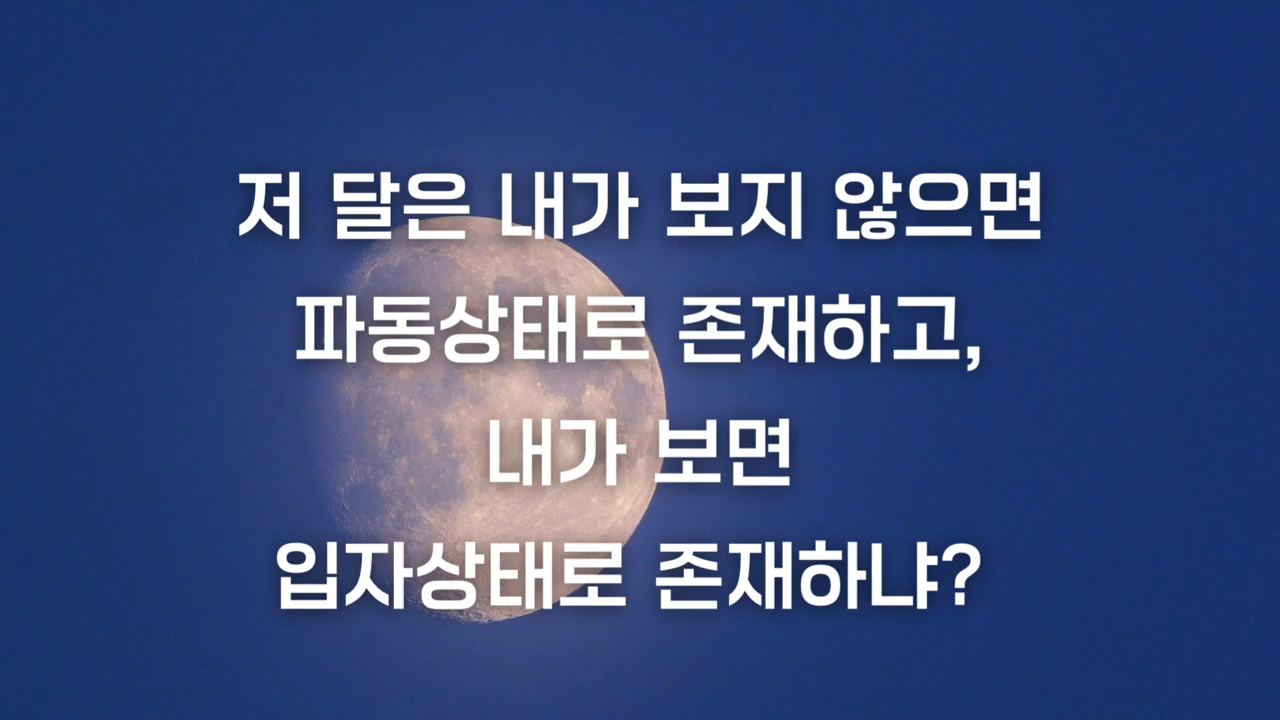 저 달은 내가 보지 않으면
파동상태로 존재하고,
내가 보면
입자상태로 존재하냐?